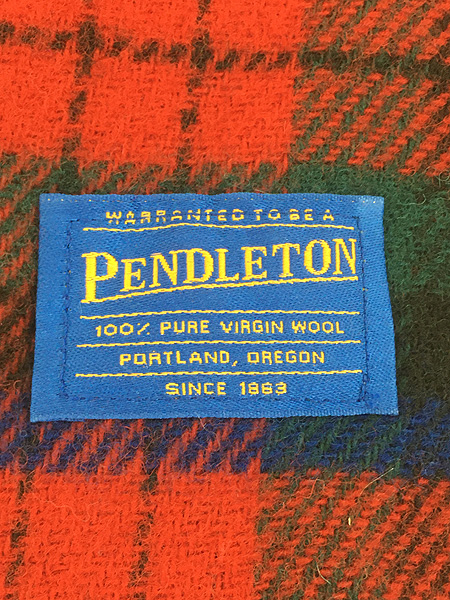 WARRANTED TO BE A
PENDLETON
100% PURE VIRGIN WOOL
PORTLAND, OREGON
SINCE 1863